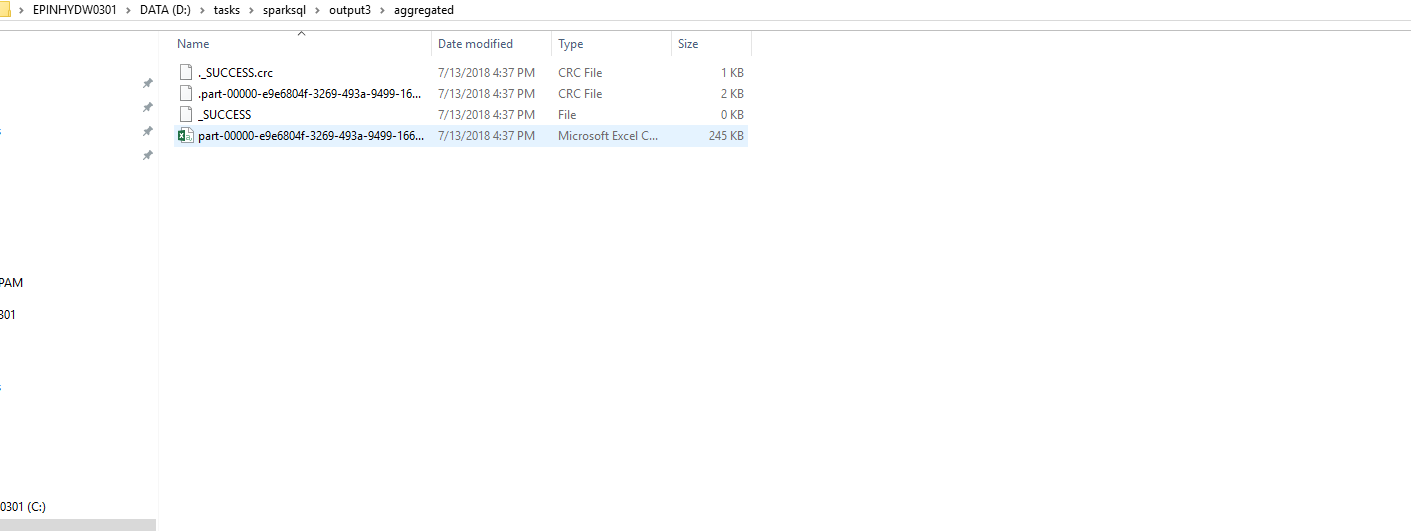 EPINHYDW0301 > DATA (D:) > tasks > sparksql > output3 > aggregated
Name Date modified Type Size
._SUCCESS.crc 7/13/2018 4:37 PM CRC File 1 KB
.part-00000-e9e6804f-3269-493a-9499-16... 7/13/2018 4:37 PM CRC File 2 KB
_SUCCESS 7/13/2018 4:37 PM File 0 KB
part-00000-e9e6804f-3269-493a-9499-166... 7/13/2018 4:37 PM Microsoft Excel C... 245 KB
PAM
301
0301 (C:)